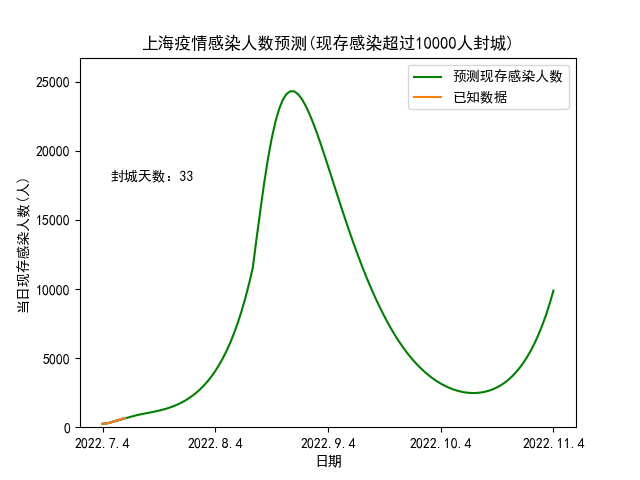 上海疫情感染人数预测(现存感染超过10000人封城)
预测现存感染人数
已知数据
封城天数：33
当日现存感染人数(人)
25000
20000
15000
10000
5000
0
2022.7.4
2022.8.4
2022.9.4
2022.10.4
2022.11.4
日期